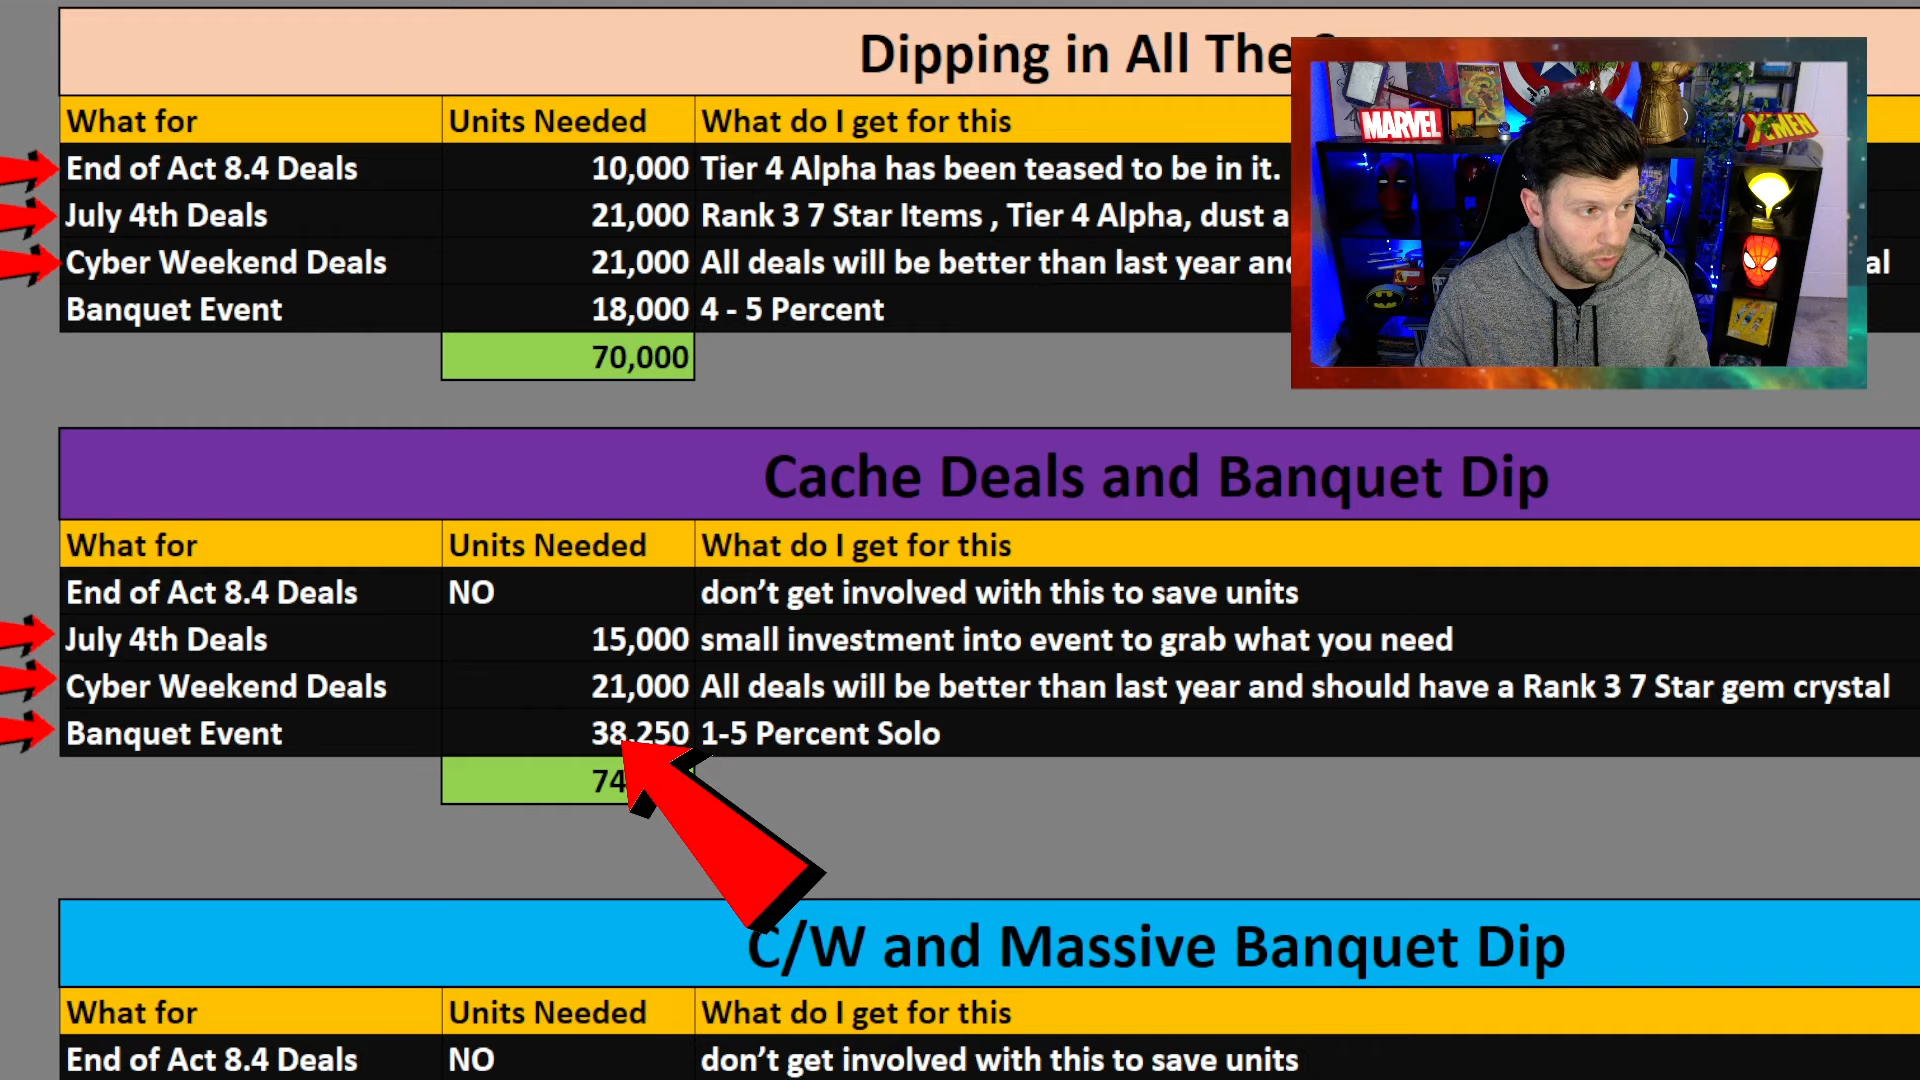 Dipping in All The
What for Units Needed What do I get for this
End of Act 8.4 Deals 10,000 Tier 4 Alpha has been teased to be in it.
July 4th Deals 21,000 Rank 3 7 Star Items , Tier 4 Alpha, dust
Cyber Weekend Deals 21,000 All deals will be better than last year
Banquet Event 18,000 4 - 5 Percent
70,000
MARVEL
X-MEN
Cache Deals and Banquet Dip
What for Units Needed What do I get for this
End of Act 8.4 Deals NO don’t get involved with this to save units
July 4th Deals 15,000 small investment into event to grab what you need
Cyber Weekend Deals 21,000 All deals will be better than last year and should have a Rank 3 7 Star gem crystal
Banquet Event 38,250 1-5 Percent Solo
C/W and Massive Banquet Dip
What for Units Needed What do I get for this
End of Act 8.4 Deals NO don’t get involved with this to save units